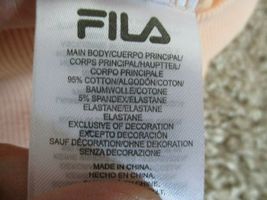 FILA
MAIN BODY/CUERPO PRINCIPAL/
CORPS PRINCIPAL/HAUPTTEIL/
CORPO PRINCIPALE
95% COTTON/ALGODÓN/COTON/
BAUMWOLLE/COTONE
5% SPANDEX/ELASTANE
ELASTANE/ELASTANE/
ELASTANE
EXCLUSIVE OF DECORATION
EXCEPTO DECORACIÓN
SAUF DÉCORATION/OHNE DEKORATION
SENZA DECORAZIONE
MADE IN CHINA.
HECHO EN CHINA.
EN CHINE.